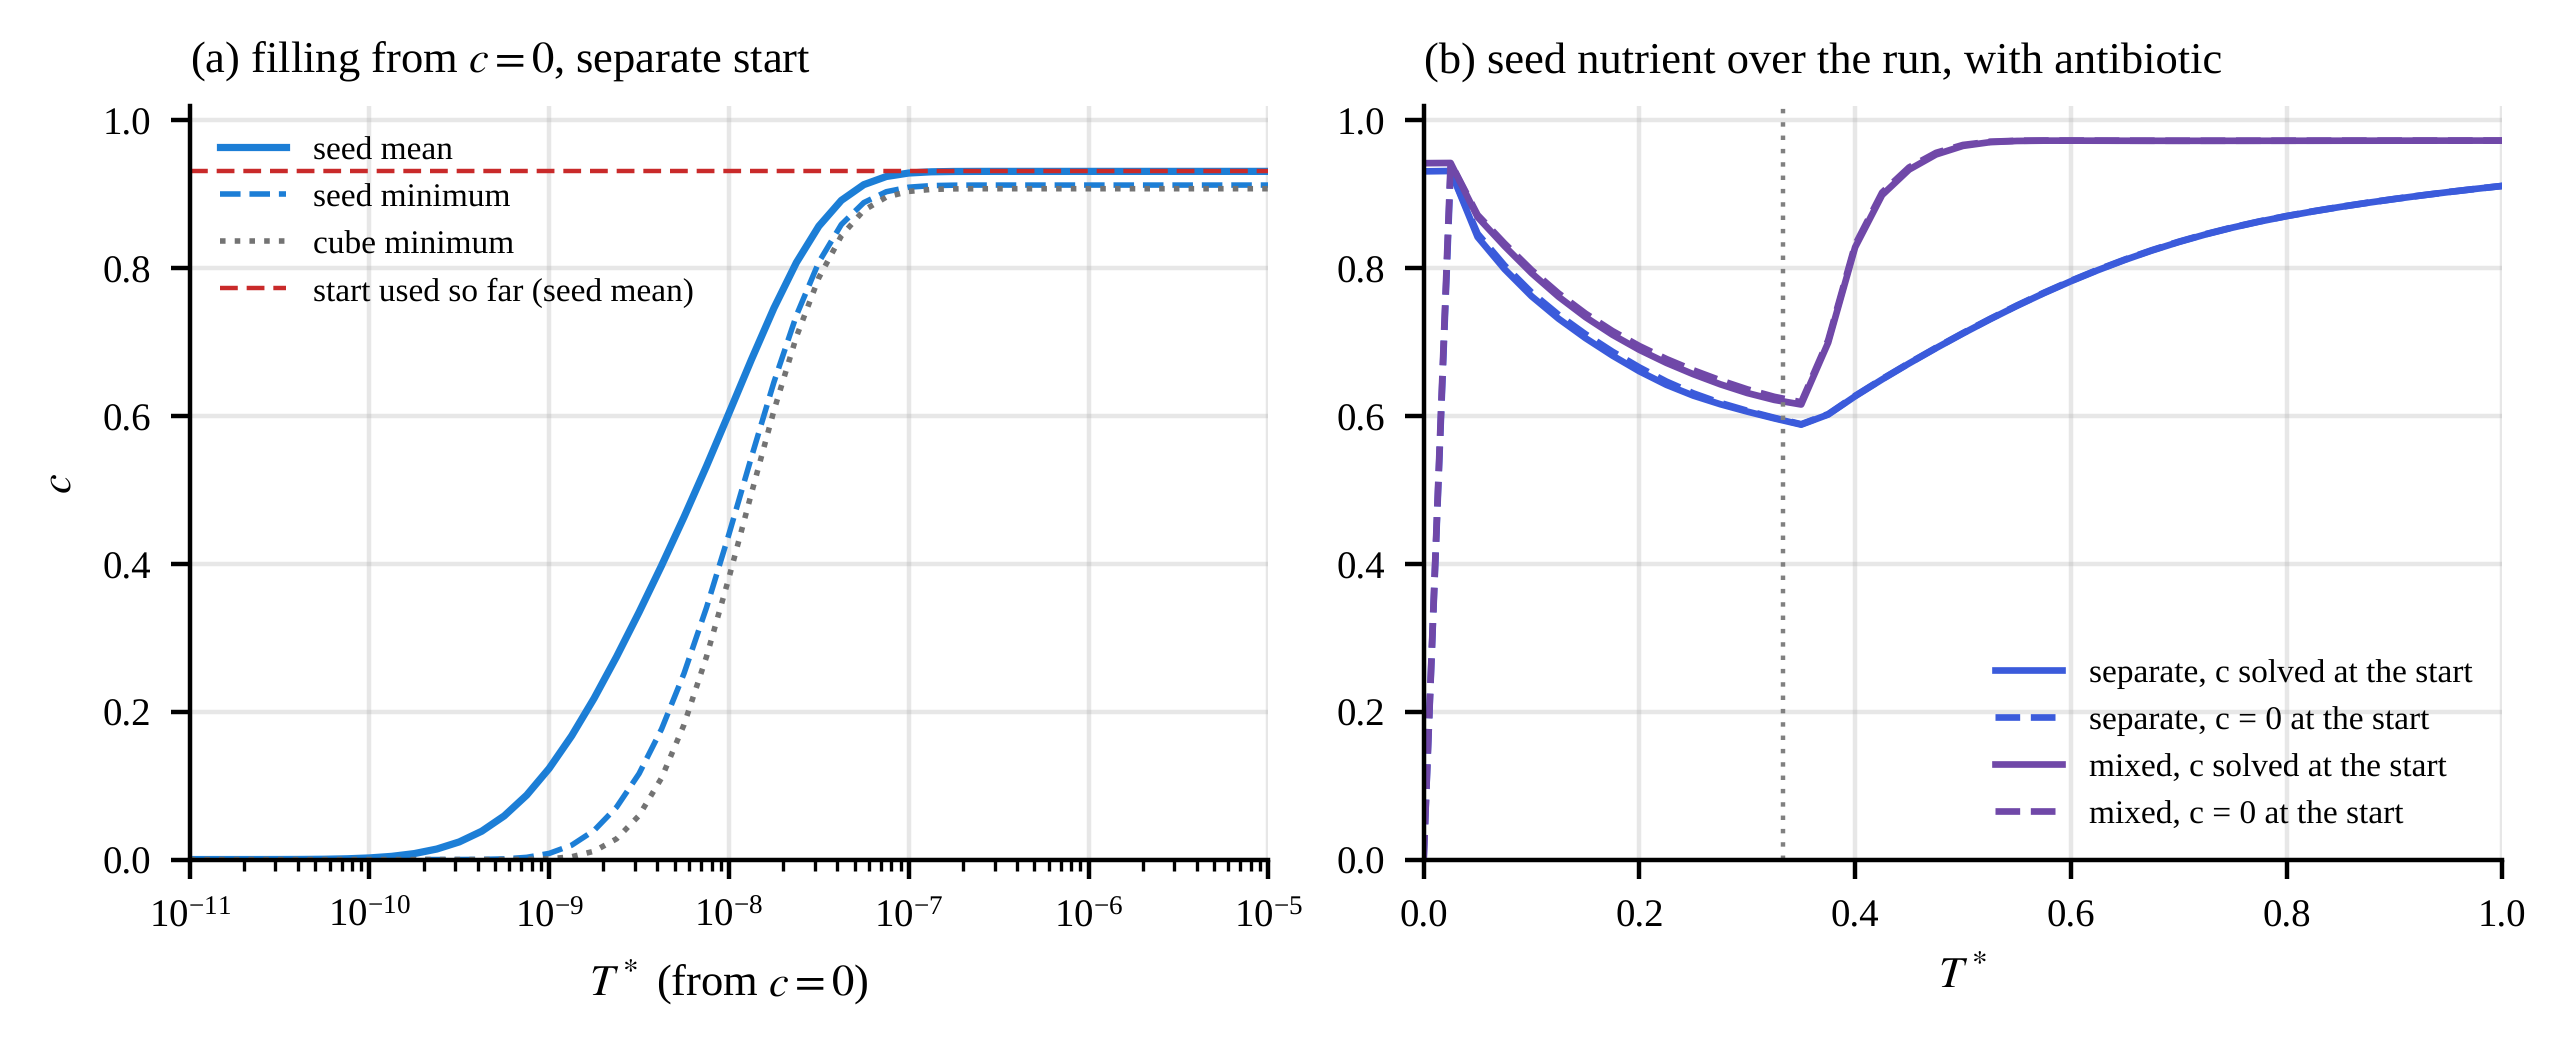 (a) filling from c = 0, separate start
1.0
0.8
0.6
0.4
0.2
0.0
c
seed mean
seed minimum
cube minimum
start used so far (seed mean)
10⁻¹¹ 10⁻¹⁰ 10⁻⁹ 10⁻⁸ 10⁻⁷ 10⁻⁶ 10⁻⁵
T* (from c = 0)
(b) seed nutrient over the run, with antibiotic
1.0
0.8
0.6
0.4
0.2
0.0
separate, c solved at the start
separate, c = 0 at the start
mixed, c solved at the start
mixed, c = 0 at the start
0.0 0.2 0.4 0.6 0.8 1.0
T*